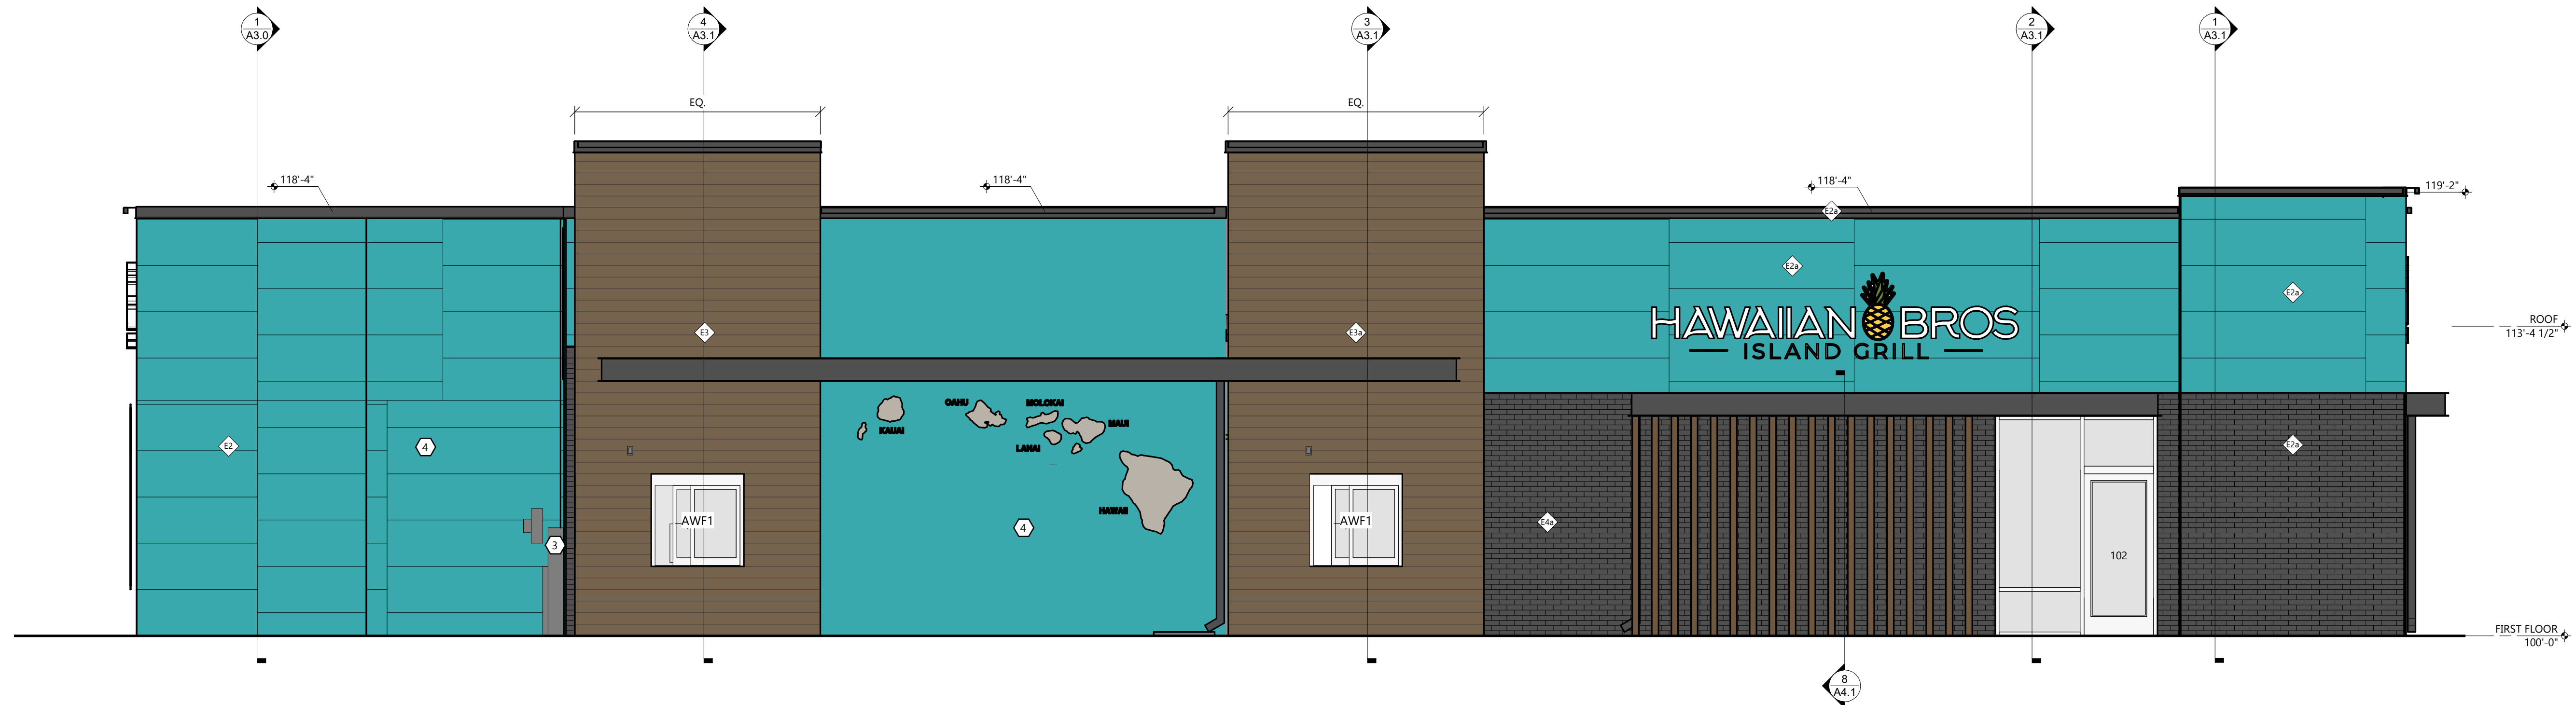 1
A3.0
4
A3.1
3
A3.1
2
A3.1
1
A3.1
EQ.
EQ.
118'-4"
118'-4"
118'-4"
119'-2"
E2a
E2a
E2a
HAWAIIAN BROS
ISLAND GRILL
ROOF
113'-4 1/2"
E3
E3a
OAHU
MOLOKAI
KAUAI
MAUI
LANAI
HAWAII
E2
4
E2a
3
AWF1
4
AWF1
E4a
102
FIRST FLOOR
100'-0"
8
A4.1